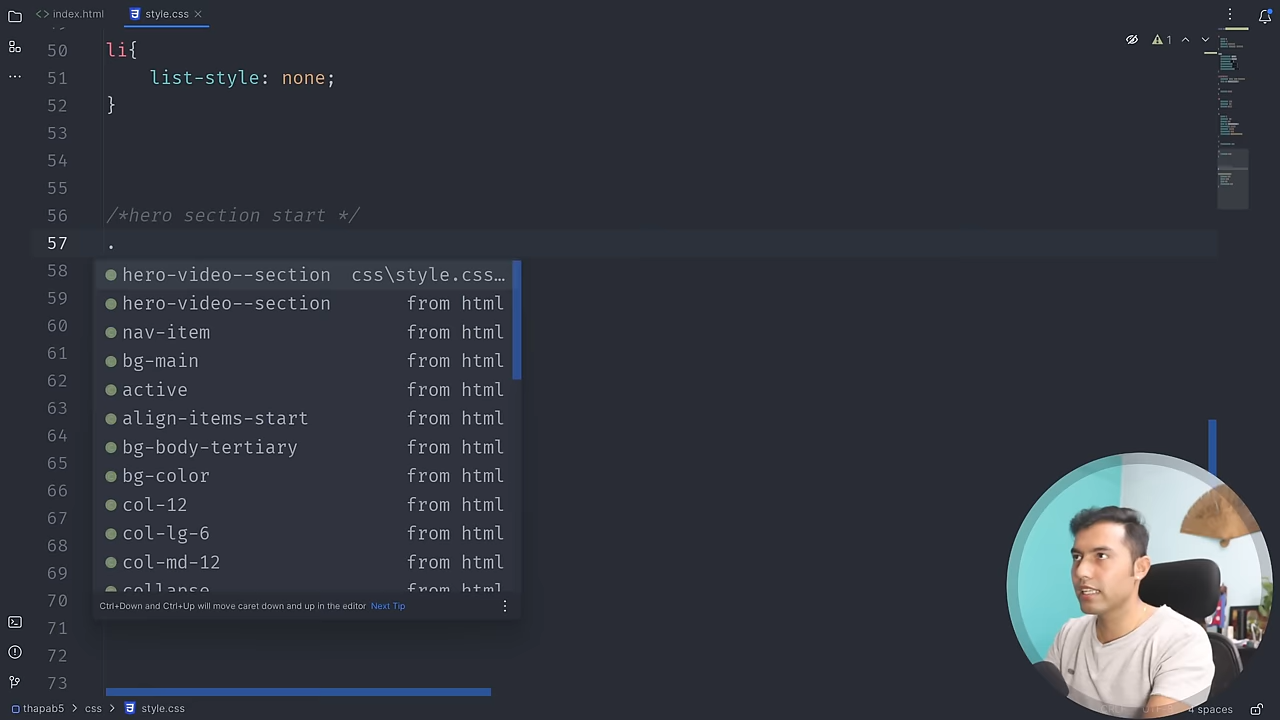 index.html
style.css
50 li{
1
51 list-style: none;
52 }
53
54
55
56 /*hero section start */
57 .
58 hero-video--section css\style.css…
59 hero-video--section from html
60 nav-item from html
61 bg-main from html
62 active from html
63 align-items-start from html
64 bg-body-tertiary from html
65
66 bg-color from html
67 col-12 from html
68 col-lg-6 from html
69 col-md-12 from html
70 collapse from html
Ctrl+Down and Ctrl+Up will move caret down and up in the editor Next Tip
71
72
73
thapab5 > css > style.css
4 spaces